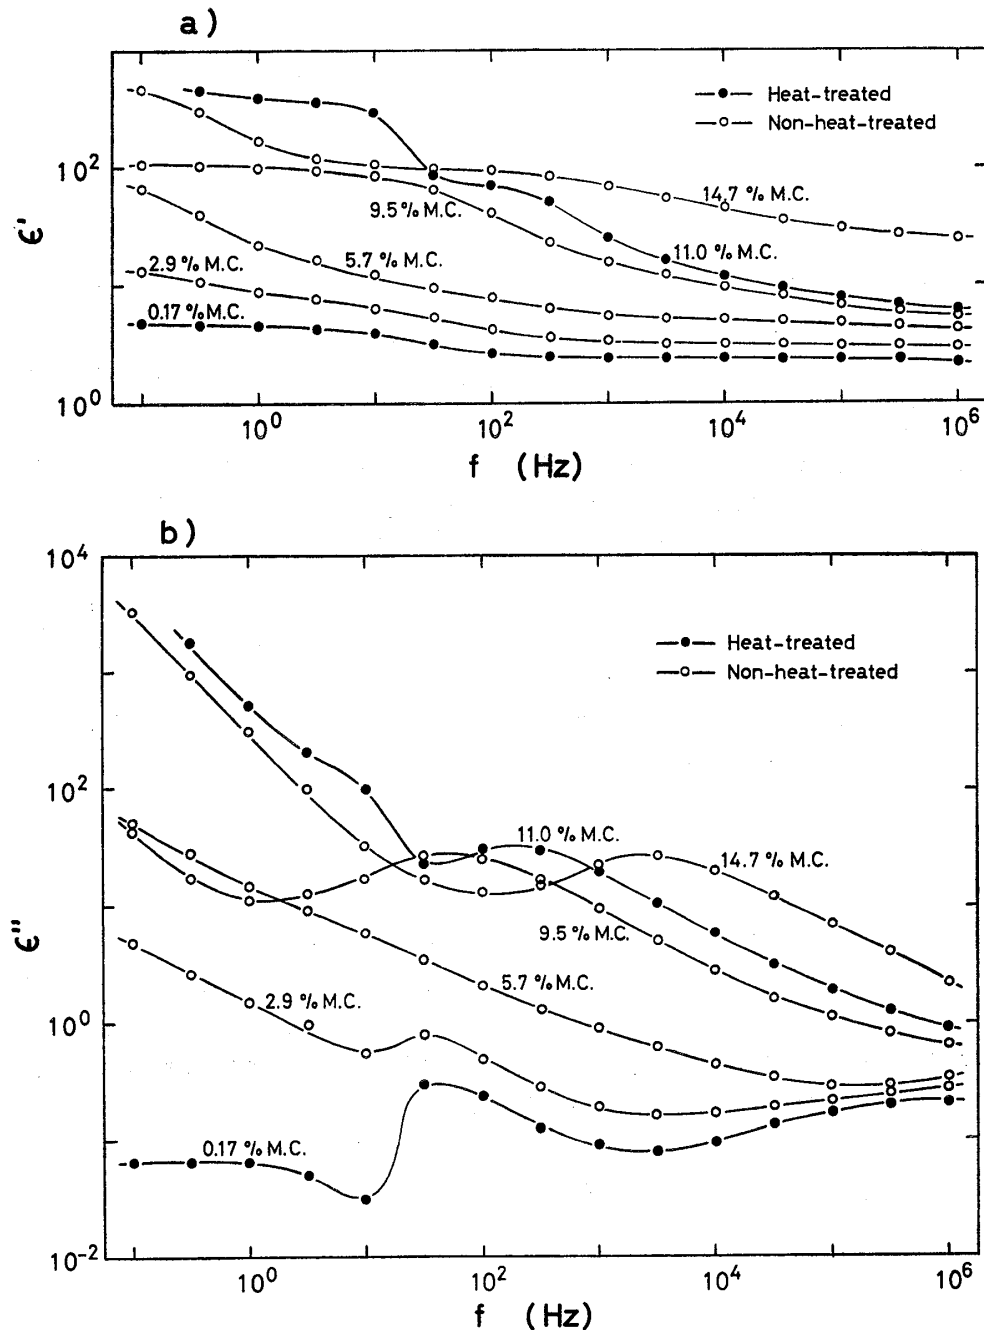 a)
Heat-treated
Non-heat-treated
10²
14.7 % M.C.
9.5 % M.C.
11.0 % M.C.
5.7 % M.C.
2.9 % M.C.
0.17 % M.C.
ε'
10⁰
10⁰
10²
10⁴
10⁶
f (Hz)
b)
10⁴
Heat-treated
Non-heat-treated
10²
11.0 % M.C.
14.7 % M.C.
9.5 % M.C.
ε''
5.7 % M.C.
2.9 % M.C.
10⁰
0.17 % M.C.
10⁻²
10⁰
10²
10⁴
10⁶
f (Hz)